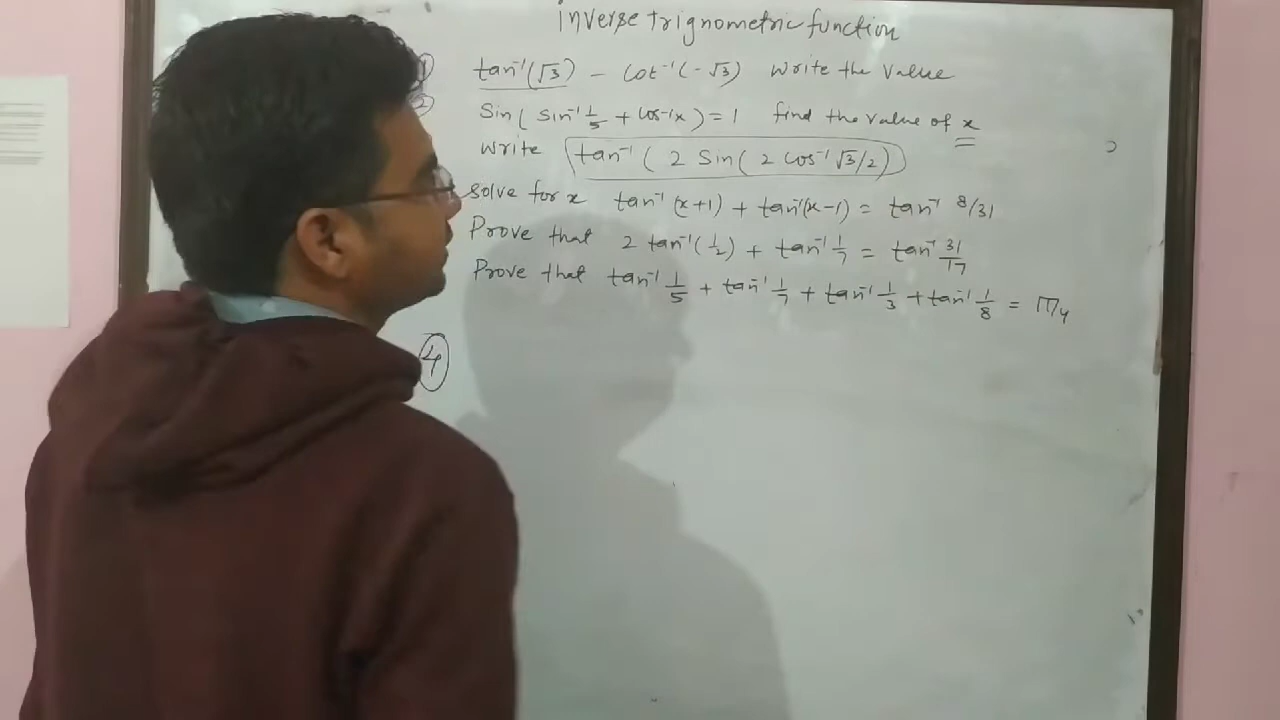 inverse trignometric function
1) tan⁻¹(√3) - Cot⁻¹(-√3) write the value
2) Sin( Sin⁻¹ 1/5 + Cos⁻¹x ) = 1 find the value of x
write tan⁻¹( 2 Sin( 2 Cos⁻¹ √3/2 )
solve for x tan⁻¹(x+1) + tan⁻¹(x-1) = tan⁻¹ 8/31
Prove that 2 tan⁻¹(1/2) + tan⁻¹ 1/7 = tan⁻¹ 31/17
Prove that tan⁻¹ 1/5 + tan⁻¹ 1/7 + tan⁻¹ 1/3 + tan⁻¹ 1/8 = π/4
4